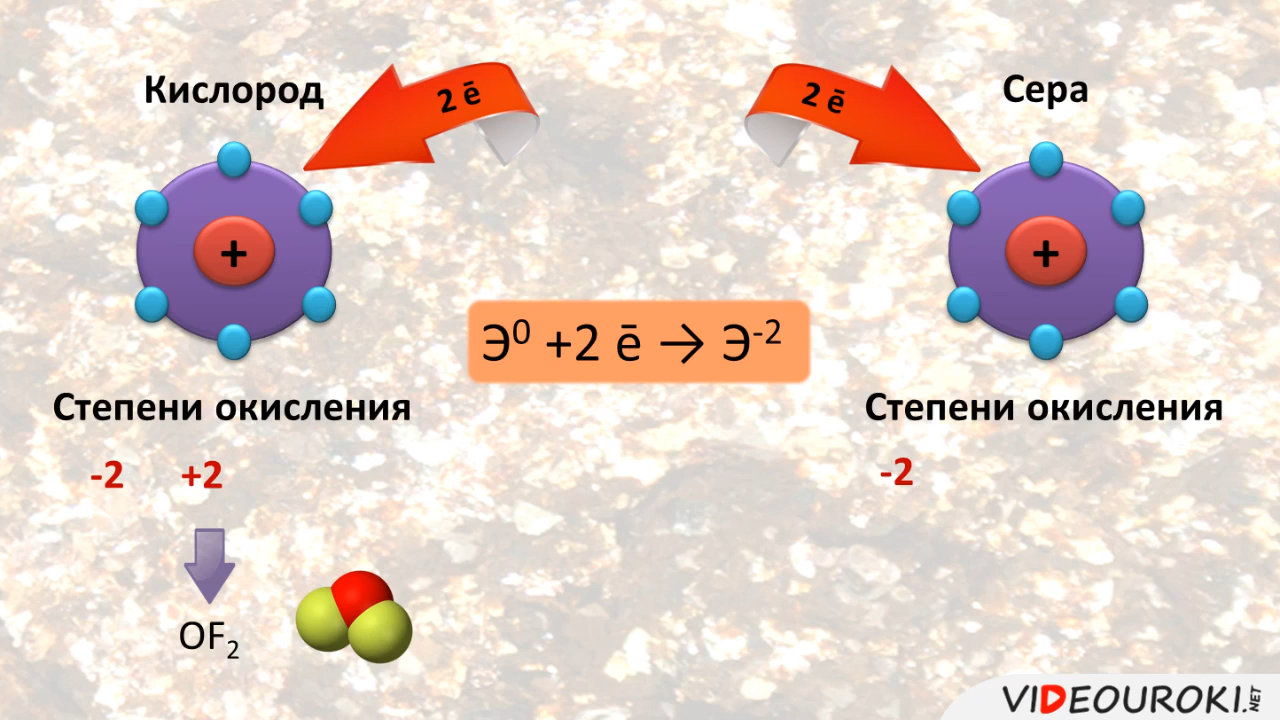 Кислород
2 ē
2 ē
Сера
+
+
Э⁰ +2 ē → Э⁻²
Степени окисления
Степени окисления
-2 +2
-2
OF₂
VIDEOUROKI.NET